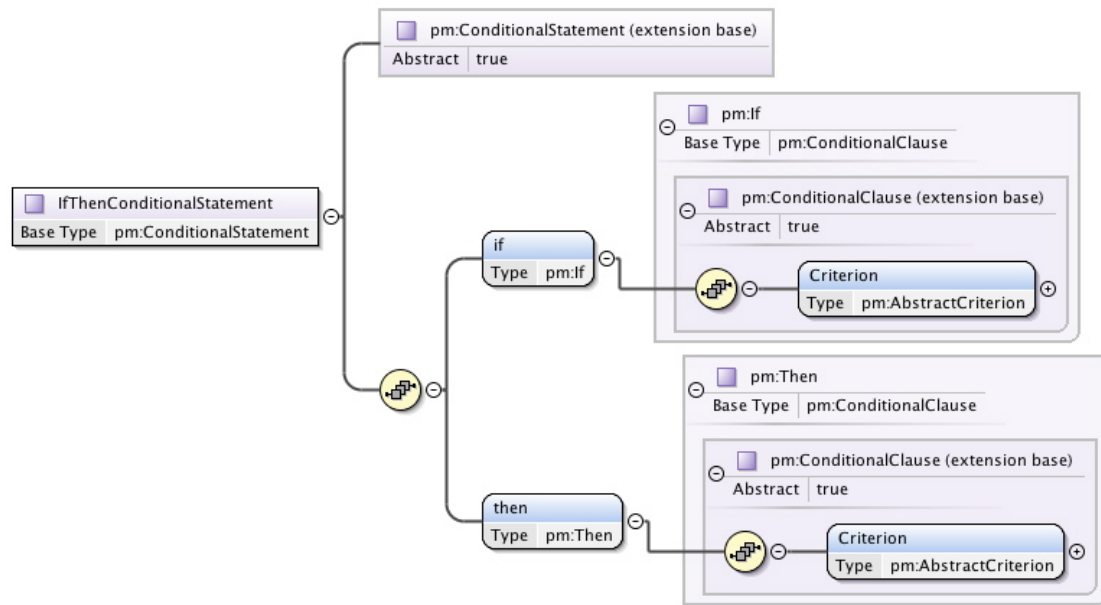 pm:ConditionalStatement (extension base)
Abstract true
pm:If
Base Type pm:ConditionalClause
pm:ConditionalClause (extension base)
Abstract true
IfThenConditionalStatement
Base Type pm:ConditionalStatement
if
Type pm:If
Criterion
Type pm:AbstractCriterion
pm:Then
Base Type pm:ConditionalClause
pm:ConditionalClause (extension base)
Abstract true
then
Type pm:Then
Criterion
Type pm:AbstractCriterion